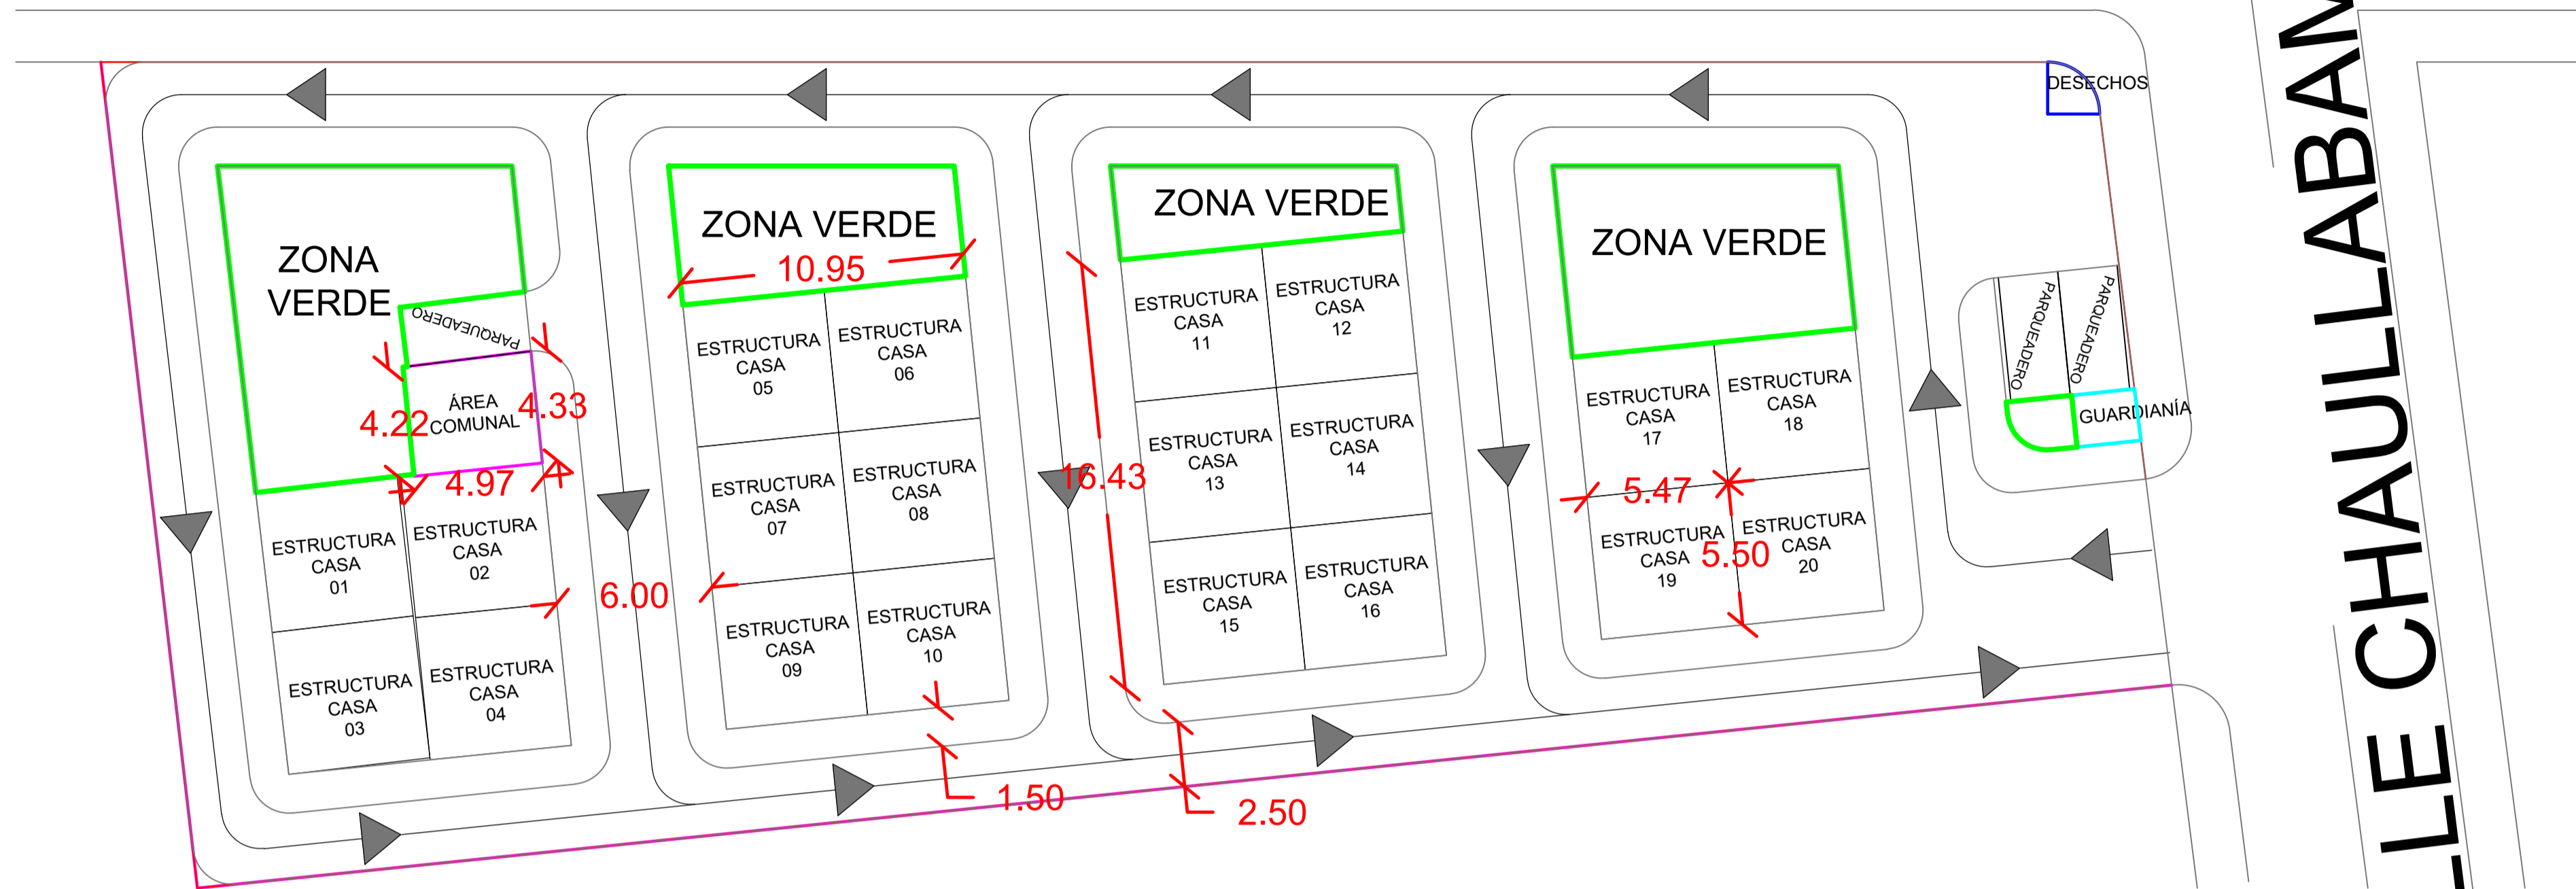 DESECHOS
LLE CHAULLABAM
ZONA
VERDE
PARQUEADERO
ÁREA
COMUNAL
4.22
4.33
4.97
ESTRUCTURA
CASA
01
ESTRUCTURA
CASA
02
ESTRUCTURA
CASA
03
ESTRUCTURA
CASA
04
6.00
ZONA VERDE
10.95
ESTRUCTURA
CASA
05
ESTRUCTURA
CASA
06
ESTRUCTURA
CASA
07
ESTRUCTURA
CASA
08
ESTRUCTURA
CASA
09
ESTRUCTURA
CASA
10
1.50
ZONA VERDE
16.43
ESTRUCTURA
CASA
11
ESTRUCTURA
CASA
12
ESTRUCTURA
CASA
13
ESTRUCTURA
CASA
14
ESTRUCTURA
CASA
15
ESTRUCTURA
CASA
16
2.50
ZONA VERDE
ESTRUCTURA
CASA
17
ESTRUCTURA
CASA
18
5.47
ESTRUCTURA
CASA
19
5.50
ESTRUCTURA
CASA
20
PARQUEADERO
PARQUEADERO
GUARDIANÍA